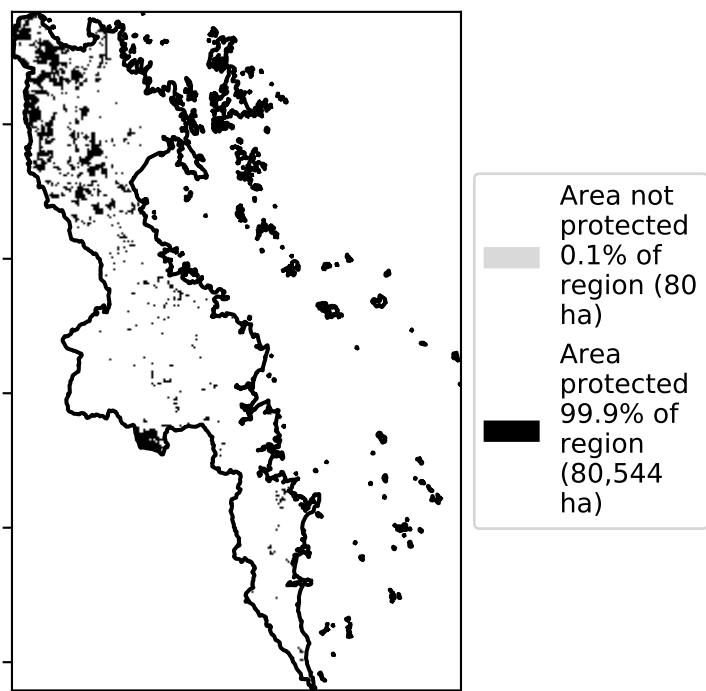 Area not
protected
0.1% of
region (80
ha)
Area
protected
99.9% of
region
(80,544
ha)